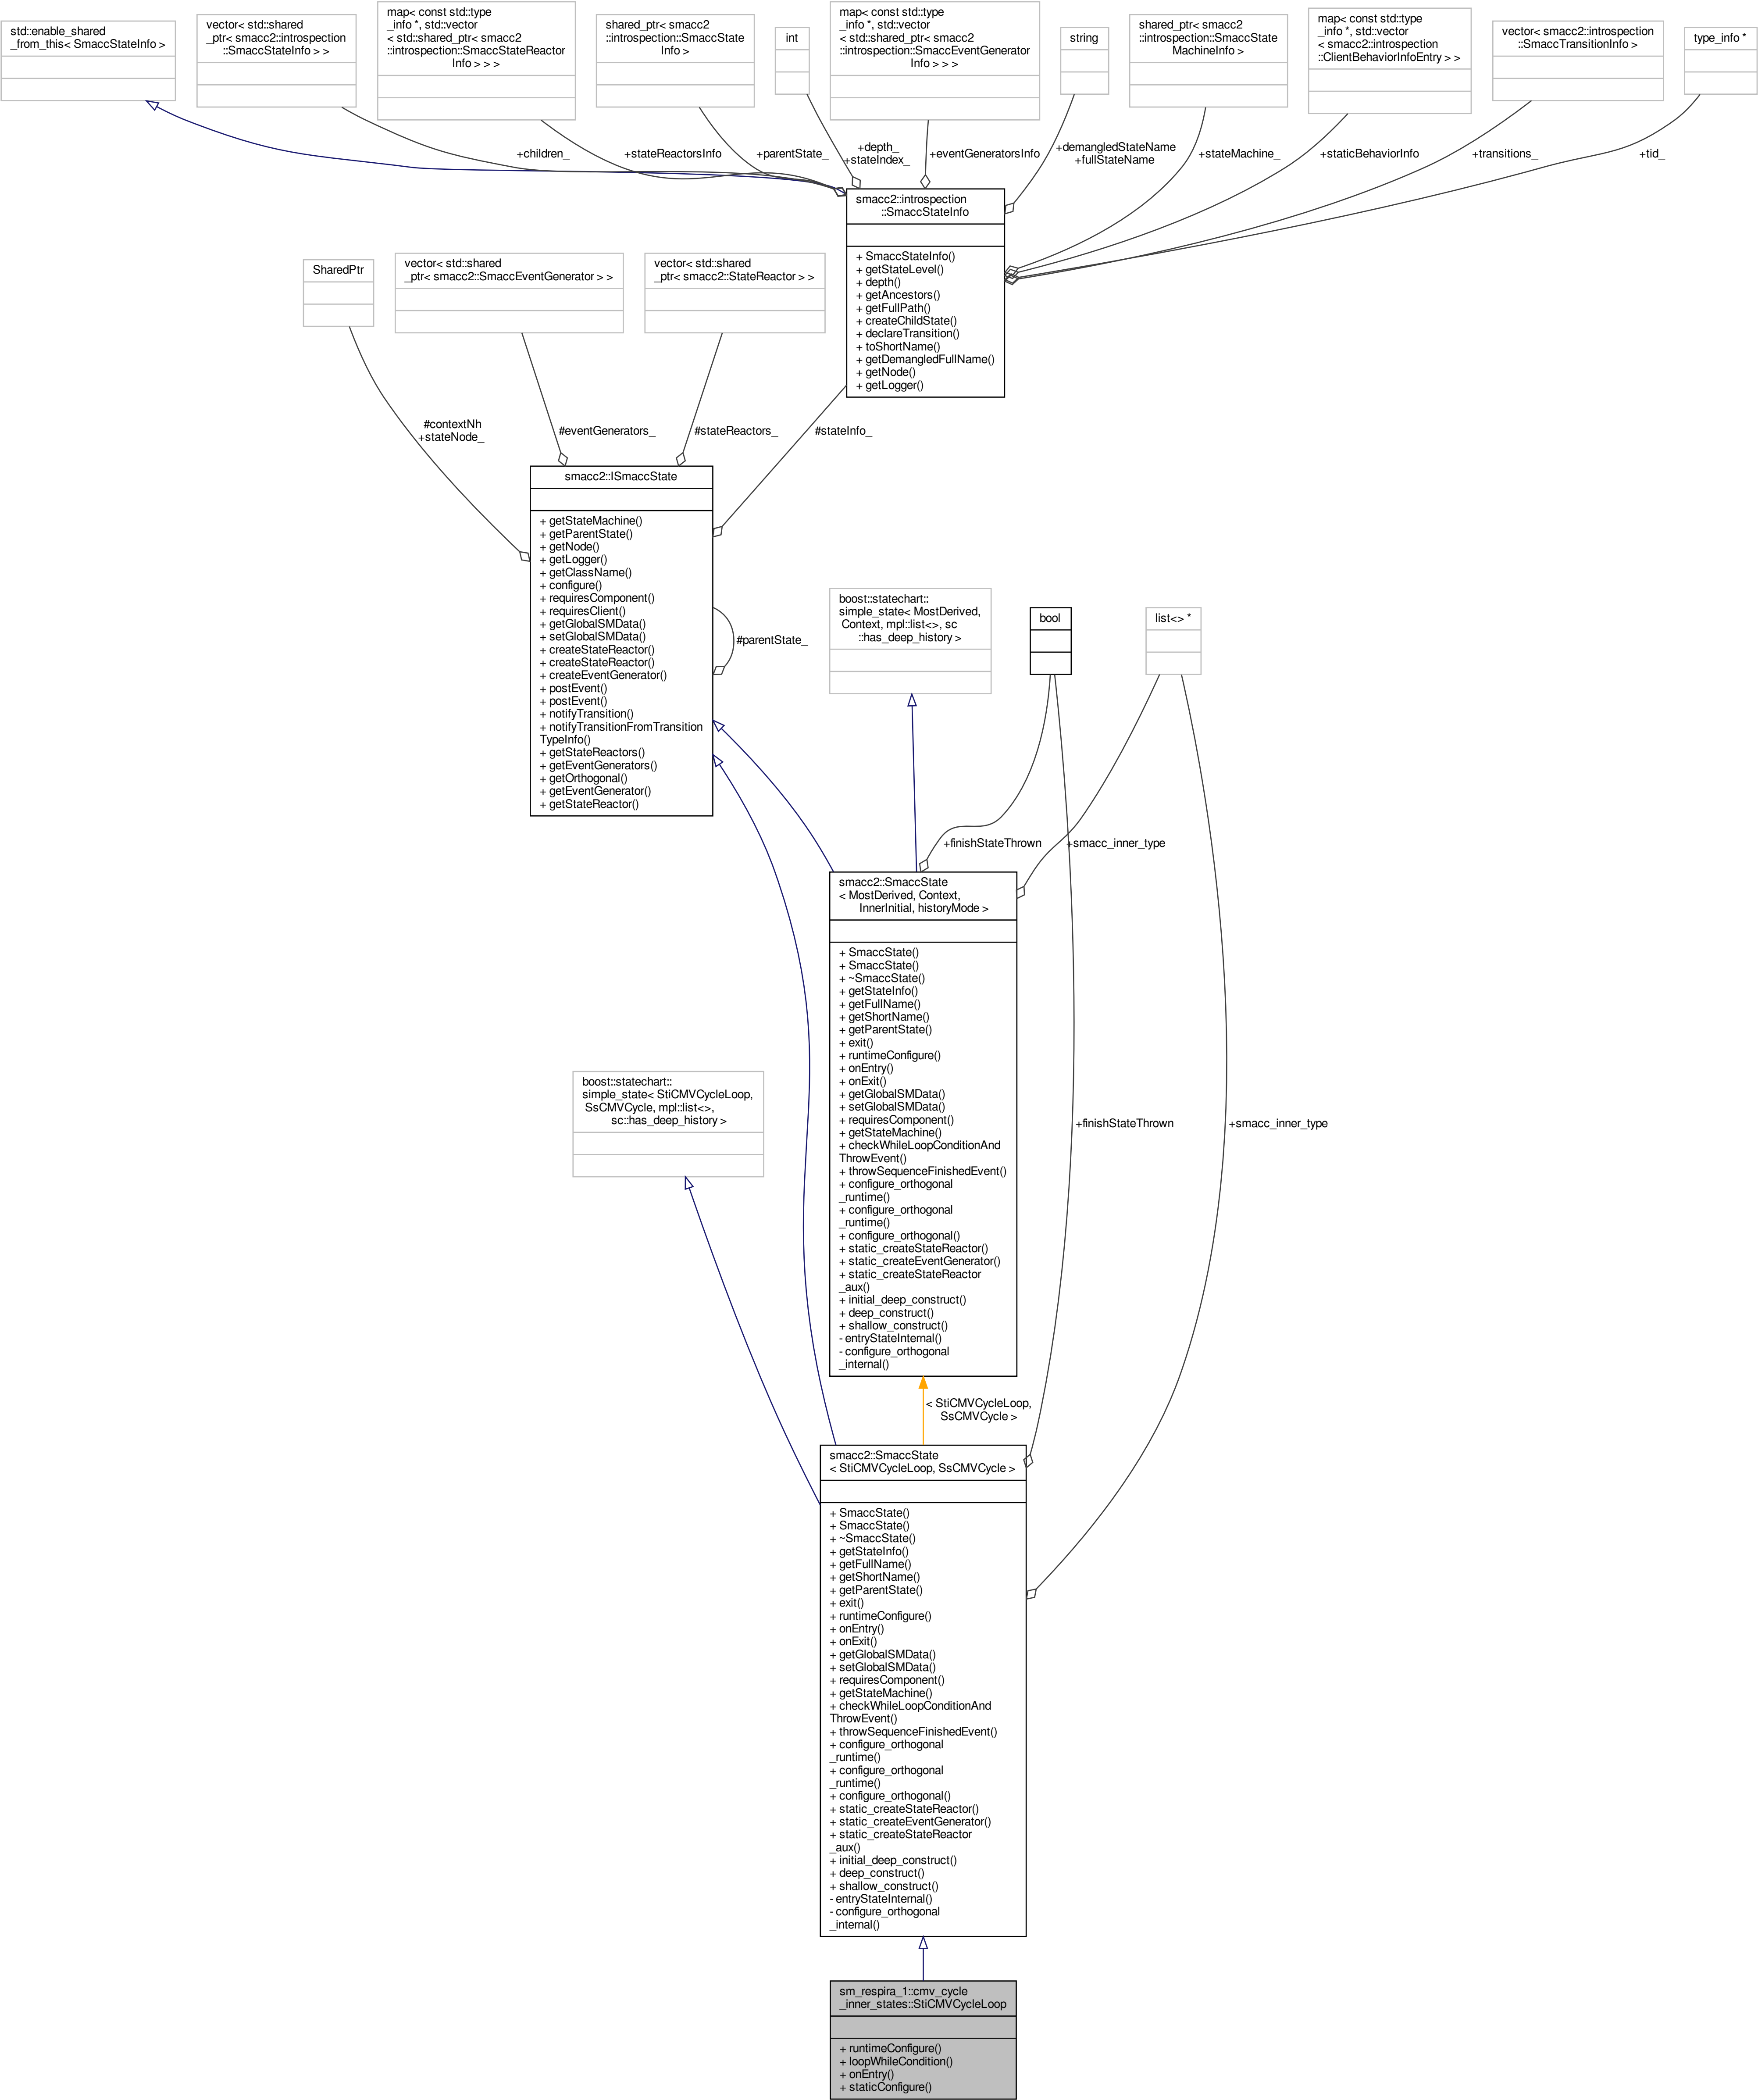 std::enable_shared
_from_this< SmaccStateInfo >
vector< std::shared
_ptr< smacc2::introspection
::SmaccStateInfo > >
map< const std::type
_info *, std::vector
< std::shared_ptr< smacc2
::introspection::SmaccStateReactor
Info > > >
shared_ptr< smacc2
::introspection::SmaccState
Info >
int
map< const std::type
_info *, std::vector
< std::shared_ptr< smacc2
::introspection::SmaccEventGenerator
Info > > >
string
shared_ptr< smacc2
::introspection::SmaccState
MachineInfo >
map< const std::type
_info *, std::vector
< smacc2::introspection
::ClientBehaviorInfoEntry > >
vector< smacc2::introspection
::SmaccTransitionInfo >
type_info *
+children_
+stateReactorsInfo
+parentState_
+depth_
+stateIndex_
+eventGeneratorsInfo
+demangledStateName
+fullStateName
+stateMachine_
+staticBehaviorInfo
+transitions_
+tid_
smacc2::introspection
::SmaccStateInfo
+ SmaccStateInfo()
+ getStateLevel()
+ depth()
+ getAncestors()
+ getFullPath()
+ createChildState()
+ declareTransition()
+ toShortName()
+ getDemangledFullName()
+ getNode()
+ getLogger()
SharedPtr
vector< std::shared
_ptr< smacc2::SmaccEventGenerator > >
vector< std::shared
_ptr< smacc2::StateReactor > >
#contextNh
+stateNode_
#eventGenerators_
#stateReactors_
#stateInfo_
smacc2::ISmaccState
+ getStateMachine()
+ getParentState()
+ getNode()
+ getLogger()
+ getClassName()
+ configure()
+ requiresComponent()
+ requiresClient()
+ getGlobalSMData()
+ setGlobalSMData()
+ createStateReactor()
+ createStateReactor()
+ createEventGenerator()
+ postEvent()
+ postEvent()
+ notifyTransition()
+ notifyTransitionFromTransition
TypeInfo()
+ getStateReactors()
+ getEventGenerators()
+ getOrthogonal()
+ getEventGenerator()
+ getStateReactor()
#parentState_
boost::statechart::
simple_state< MostDerived,
Context, mpl::list<>, sc
::has_deep_history >
bool
list<> *
+finishStateThrown
+smacc_inner_type
smacc2::SmaccState
< MostDerived, Context,
InnerInitial, historyMode >
+ SmaccState()
+ SmaccState()
+ ~SmaccState()
+ getStateInfo()
+ getFullName()
+ getShortName()
+ getParentState()
+ exit()
+ runtimeConfigure()
+ onEntry()
+ onExit()
+ getGlobalSMData()
+ setGlobalSMData()
+ requiresComponent()
+ getStateMachine()
+ checkWhileLoopConditionAnd
ThrowEvent()
+ throwSequenceFinishedEvent()
+ configure_orthogonal
_runtime()
+ configure_orthogonal
_runtime()
+ configure_orthogonal()
+ static_createStateReactor()
+ static_createEventGenerator()
+ static_createStateReactor
_aux()
+ initial_deep_construct()
+ deep_construct()
+ shallow_construct()
- entryStateInternal()
- configure_orthogonal
_internal()
boost::statechart::
simple_state< StiCMVCycleLoop,
SsCMVCycle, mpl::list<>,
sc::has_deep_history >
+finishStateThrown
+smacc_inner_type
< StiCMVCycleLoop,
SsCMVCycle >
smacc2::SmaccState
< StiCMVCycleLoop, SsCMVCycle >
+ SmaccState()
+ SmaccState()
+ ~SmaccState()
+ getStateInfo()
+ getFullName()
+ getShortName()
+ getParentState()
+ exit()
+ runtimeConfigure()
+ onEntry()
+ onExit()
+ getGlobalSMData()
+ setGlobalSMData()
+ requiresComponent()
+ getStateMachine()
+ checkWhileLoopConditionAnd
ThrowEvent()
+ throwSequenceFinishedEvent()
+ configure_orthogonal
_runtime()
+ configure_orthogonal
_runtime()
+ configure_orthogonal()
+ static_createStateReactor()
+ static_createEventGenerator()
+ static_createStateReactor
_aux()
+ initial_deep_construct()
+ deep_construct()
+ shallow_construct()
- entryStateInternal()
- configure_orthogonal
_internal()
sm_respira_1::cmv_cycle
_inner_states::StiCMVCycleLoop
+ runtimeConfigure()
+ loopWhileCondition()
+ onEntry()
+ staticConfigure()